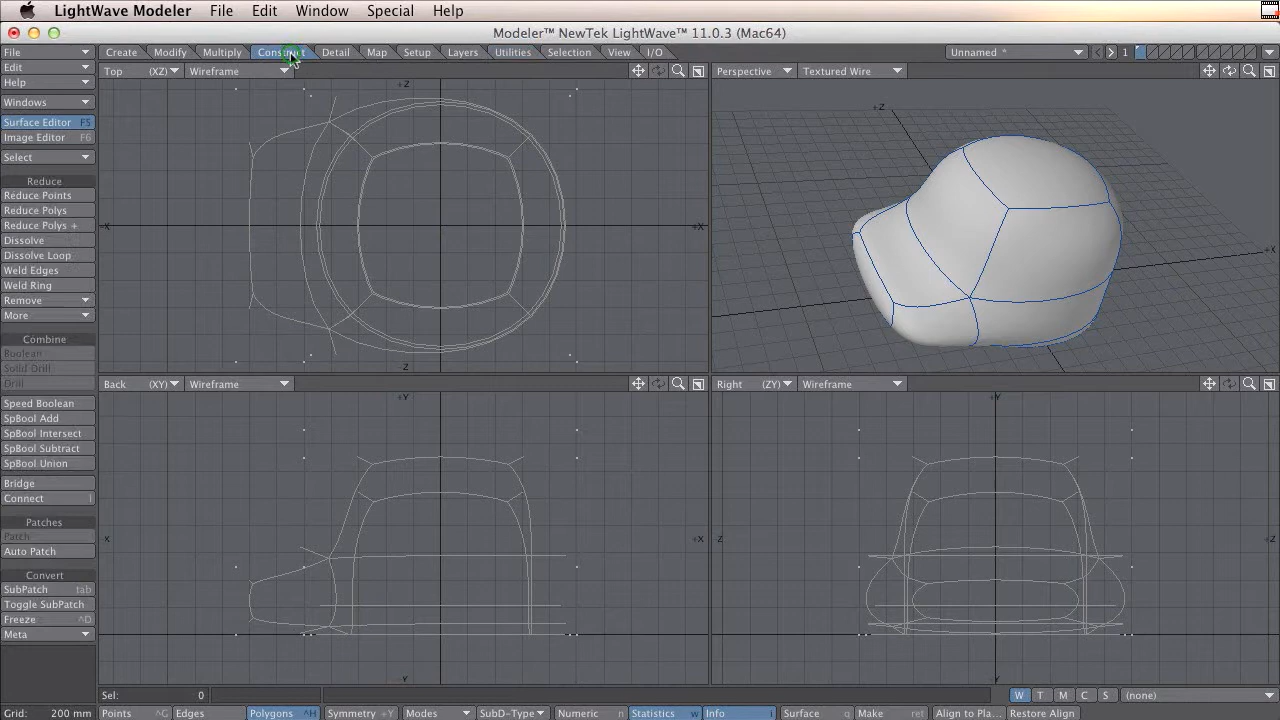 LightWave Modeler File Edit Window Special Help
Modeler™ NewTek LightWave™ 11.0.3 (Mac64)
File Create Modify Multiply Construct Detail Map Setup Layers Utilities Selection View I/O Unnamed * 1
Edit
Top (XZ) Wireframe Perspective Textured Wire
Help
Windows
Surface Editor F5
Image Editor F6
Select
Reduce
Reduce Points
Reduce Polys
Reduce Polys +
Dissolve
Dissolve Loop
Weld Edges
Weld Ring
Remove
More
Combine
Boolean
Solid Drill
Drill
Speed Boolean
SpBool Add
SpBool Intersect
SpBool Subtract
SpBool Union
Bridge
Connect l
Patches
Patch
Auto Patch
Convert
SubPatch tab
Toggle SubPatch
Freeze ^D
Meta
+Z
-X +X
-Z
+Z
+X
Back (XY) Wireframe Right (ZY) Wireframe
+Y
-X +X
-Y
+Y
-Z +Z
-Y
Sel: 0 W T M C S (none)
Grid: 200 mm Points ^G Edges Polygons ^H Symmetry +Y Modes SubD-Type Numeric n Statistics w Info i Surface q Make ret Align to Pla... Restore Align